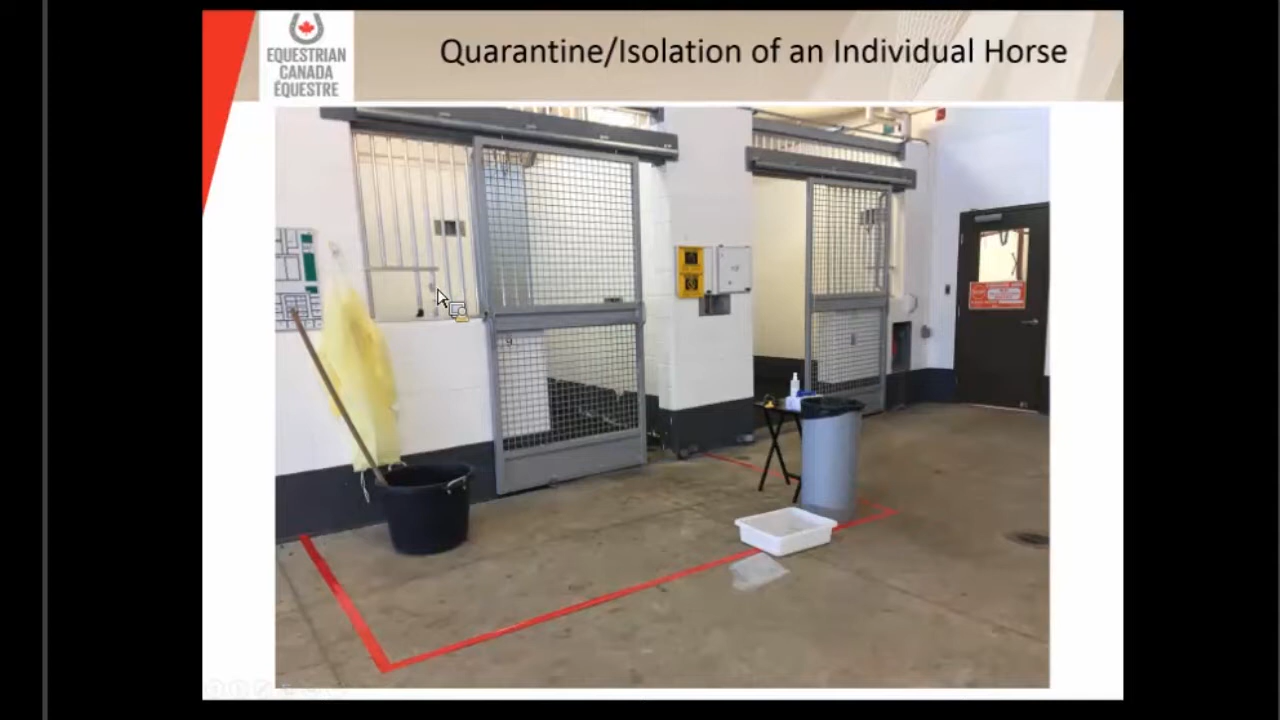 EQUESTRIAN
CANADA
ÉQUESTRE
Quarantine/Isolation of an Individual Horse